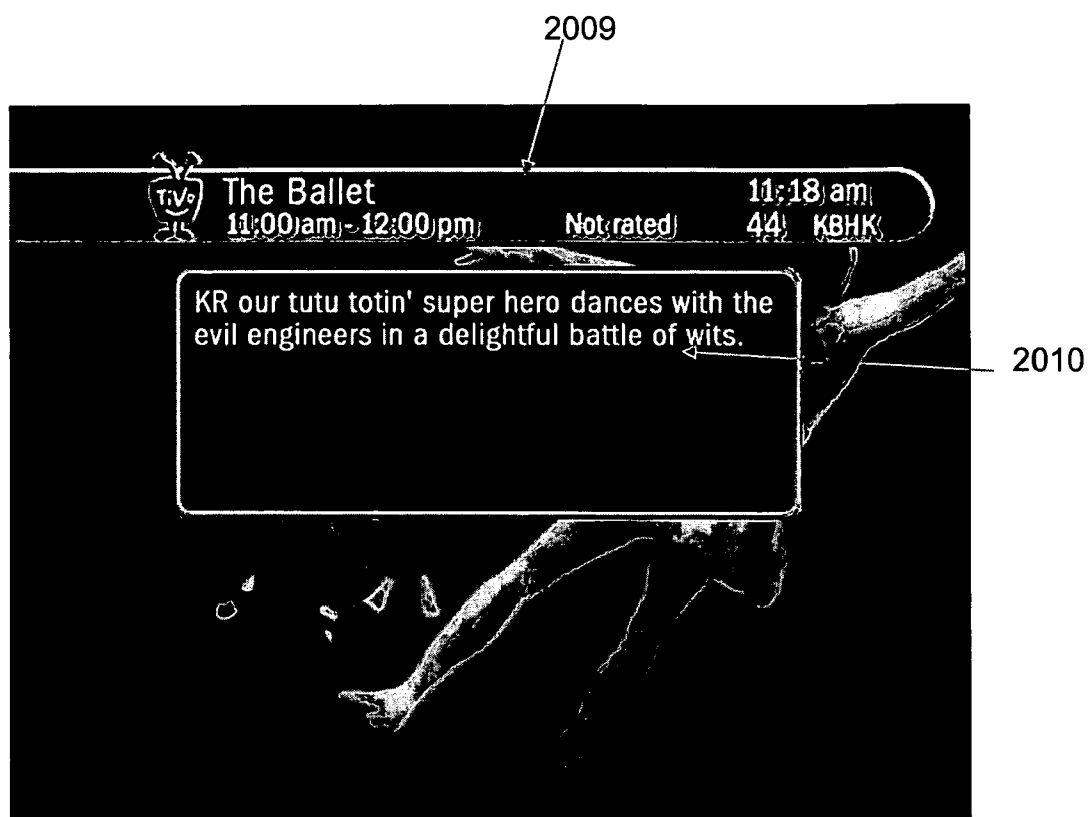 2009
TiVo The Ballet 11:18 am
11:00 am - 12:00 pm Not rated 44 KBHK
KR our tutu totin' super hero dances with the
evil engineers in a delightful battle of wits.
2010